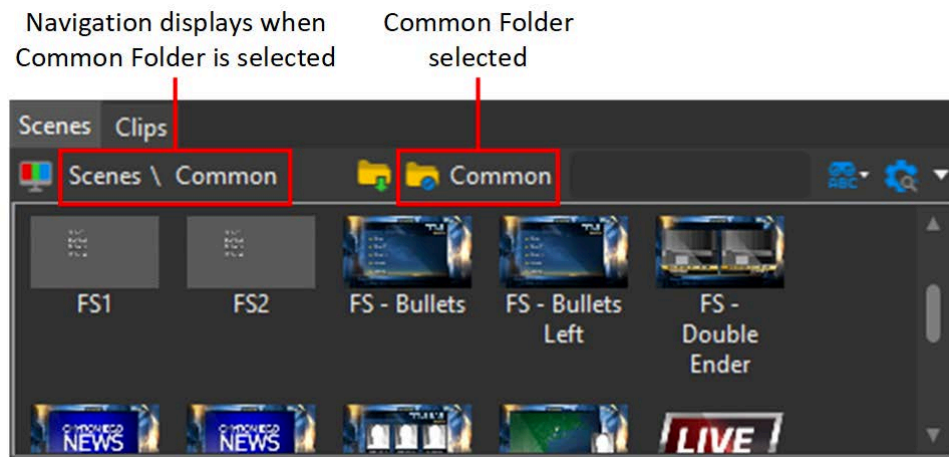 Navigation displays when
Common Folder is selected
Common Folder
selected
Scenes Clips
Scenes \ Common Common
ABC
FS1 FS2 FS - Bullets FS - Bullets
Left FS -
Double
Ender
NEWS NEWS LIVE